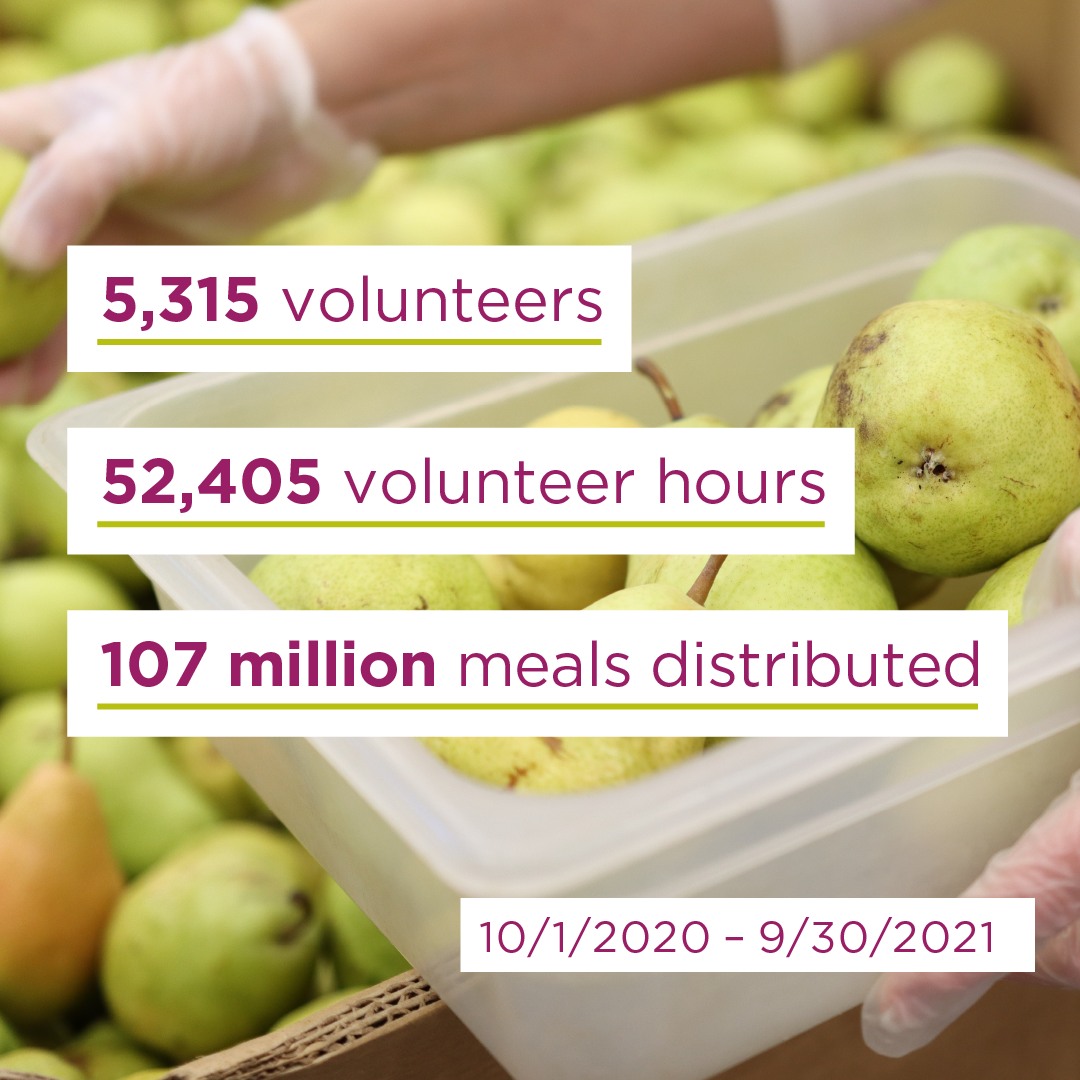 5,315 volunteers
52,405 volunteer hours
107 million meals distributed
10/1/2020 – 9/30/2021